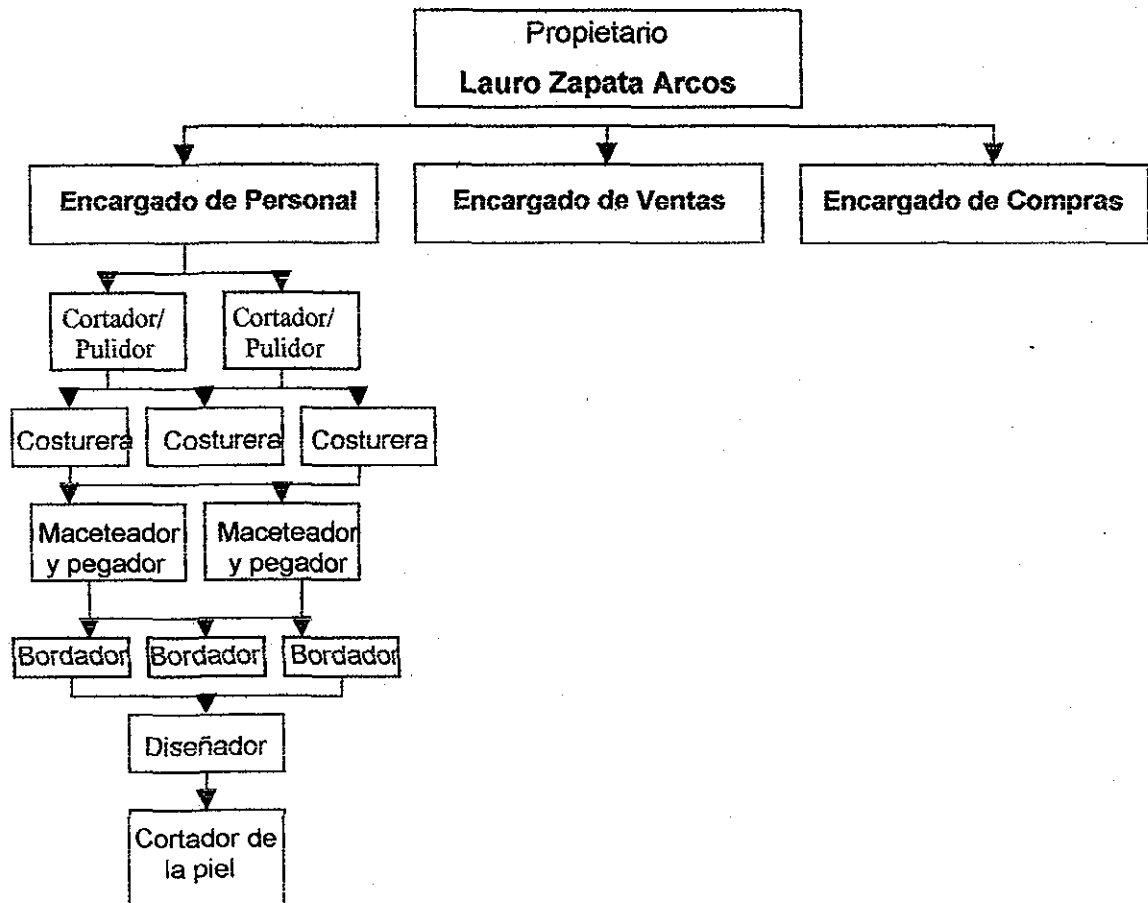 Propietario
Lauro Zapata Arcos
Encargado de Personal
Encargado de Ventas
Encargado de Compras
Cortador/
Pulidor
Cortador/
Pulidor
Costurera
Costurera
Costurera
Maceteador
y pegador
Maceteador
y pegador
Bordador
Bordador
Bordador
Diseñador
Cortador de
la piel